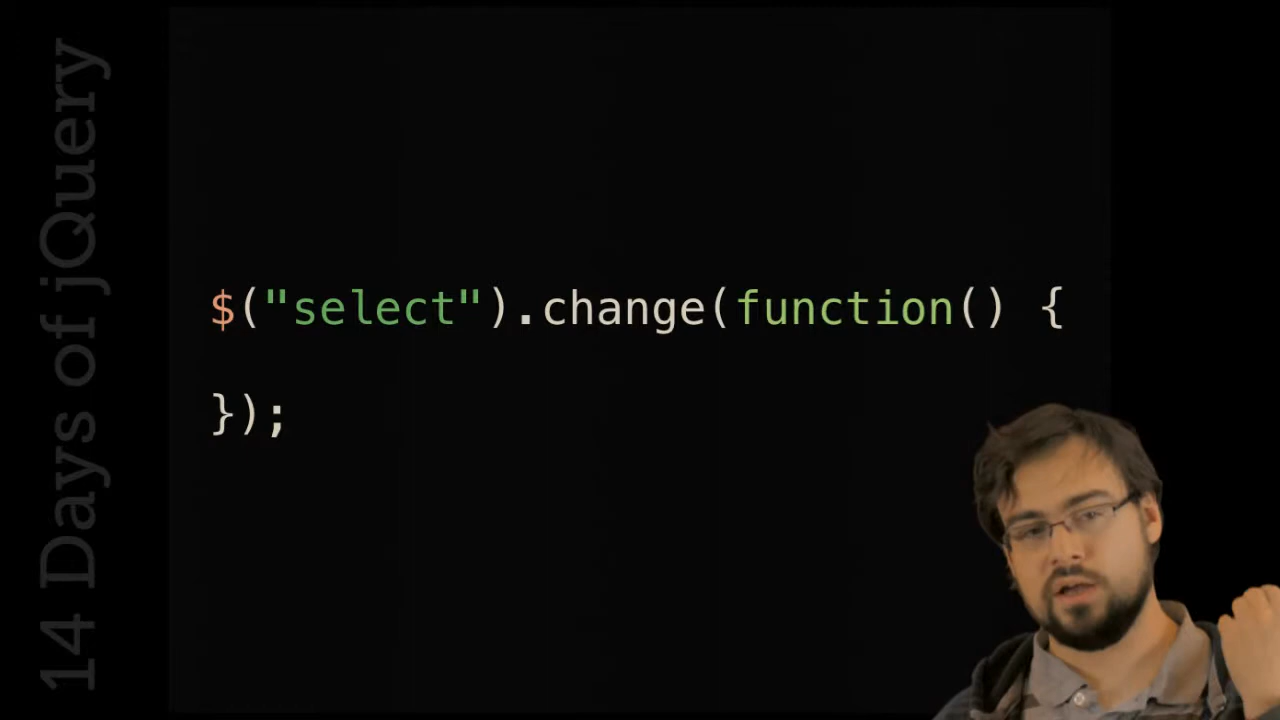 14 Days of jQuery
$("select").change(function() {
});